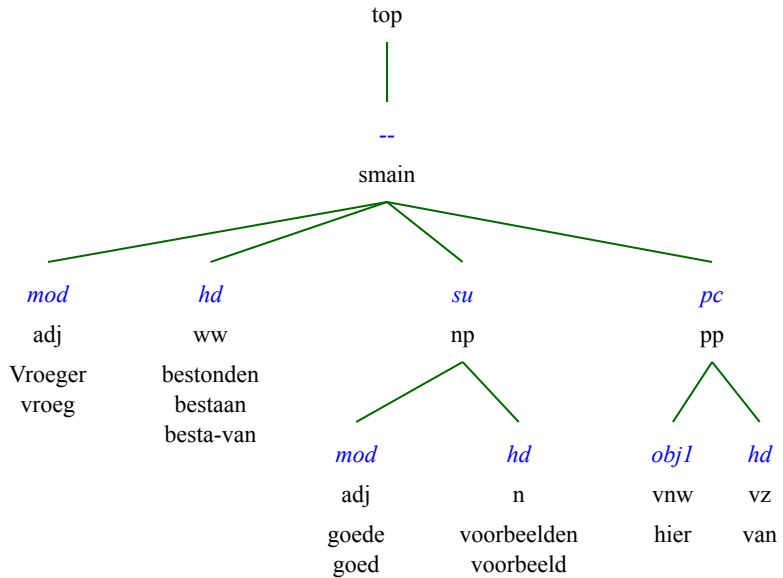 top
--
smain
mod hd su pc
adj ww np pp
Vroeger bestonden
vroeg bestaan
besta-van
mod hd obj1 hd
adj n vnw vz
goede voorbeelden hier van
goed voorbeeld